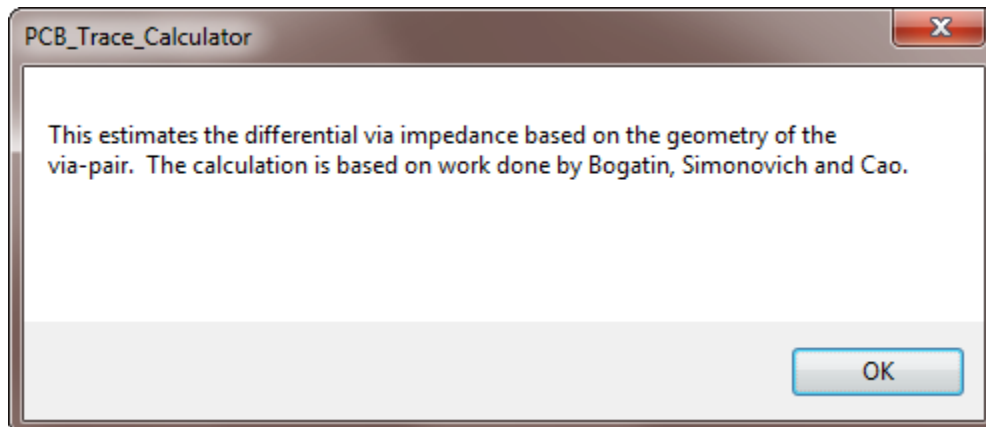 PCB_Trace_Calculator
This estimates the differential via impedance based on the geometry of the
via-pair.  The calculation is based on work done by Bogatin, Simonovich and Cao.
OK